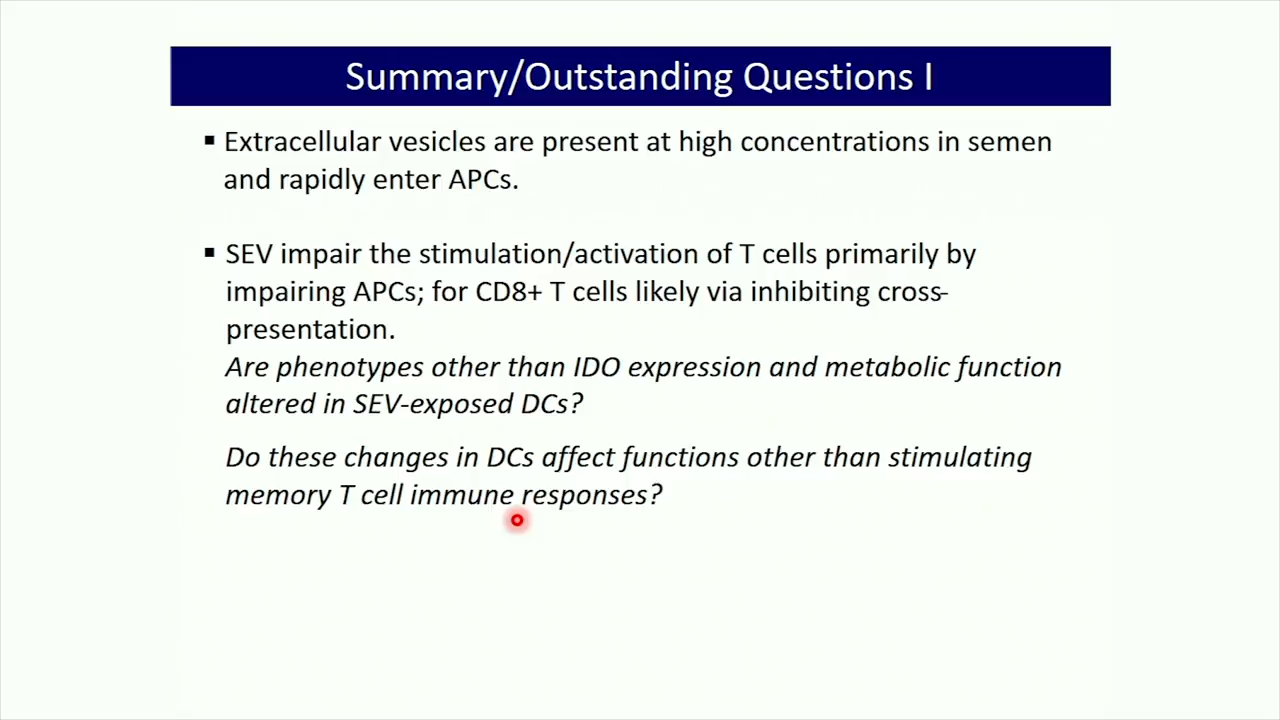 Summary/Outstanding Questions I
▪ Extracellular vesicles are present at high concentrations in semen
and rapidly enter APCs.
▪ SEV impair the stimulation/activation of T cells primarily by
impairing APCs; for CD8+ T cells likely via inhibiting cross-
presentation.
Are phenotypes other than IDO expression and metabolic function
altered in SEV-exposed DCs?
Do these changes in DCs affect functions other than stimulating
memory T cell immune responses?